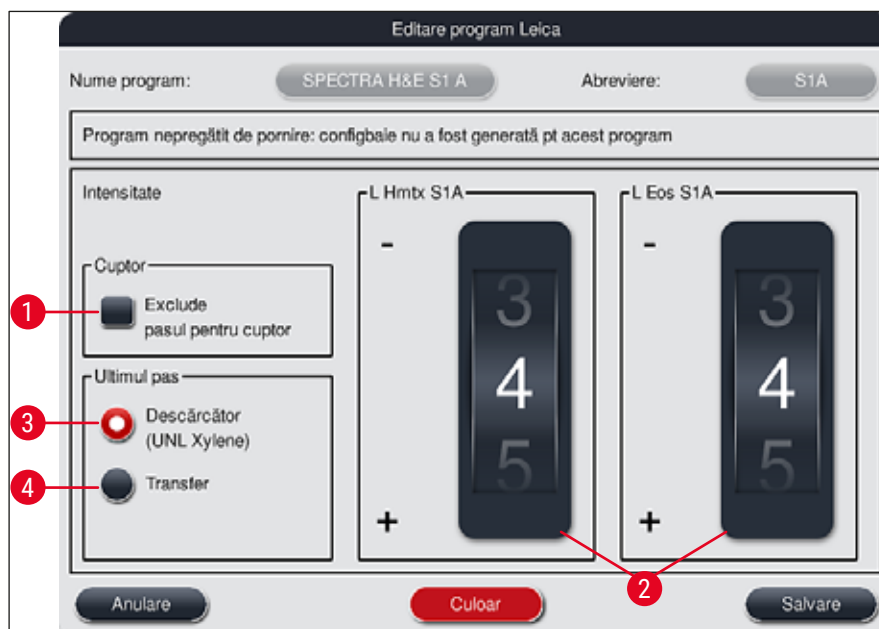 Editare program Leica
Nume program: SPECTRA H&E S1 A Abreviere: S1A
Program nepregătit de pornire: configbaie nu a fost generată pt acest program
Intensitate
L Hmtx S1A
L Eos S1A
-
-
Cuptor
1 Exclude
pasul pentru cuptor
Ultimul pas
3 Descărcător
(UNL Xylene)
4 Transfer
3
4
5
3
4
5
+
+
2
Anulare Culoar Salvare